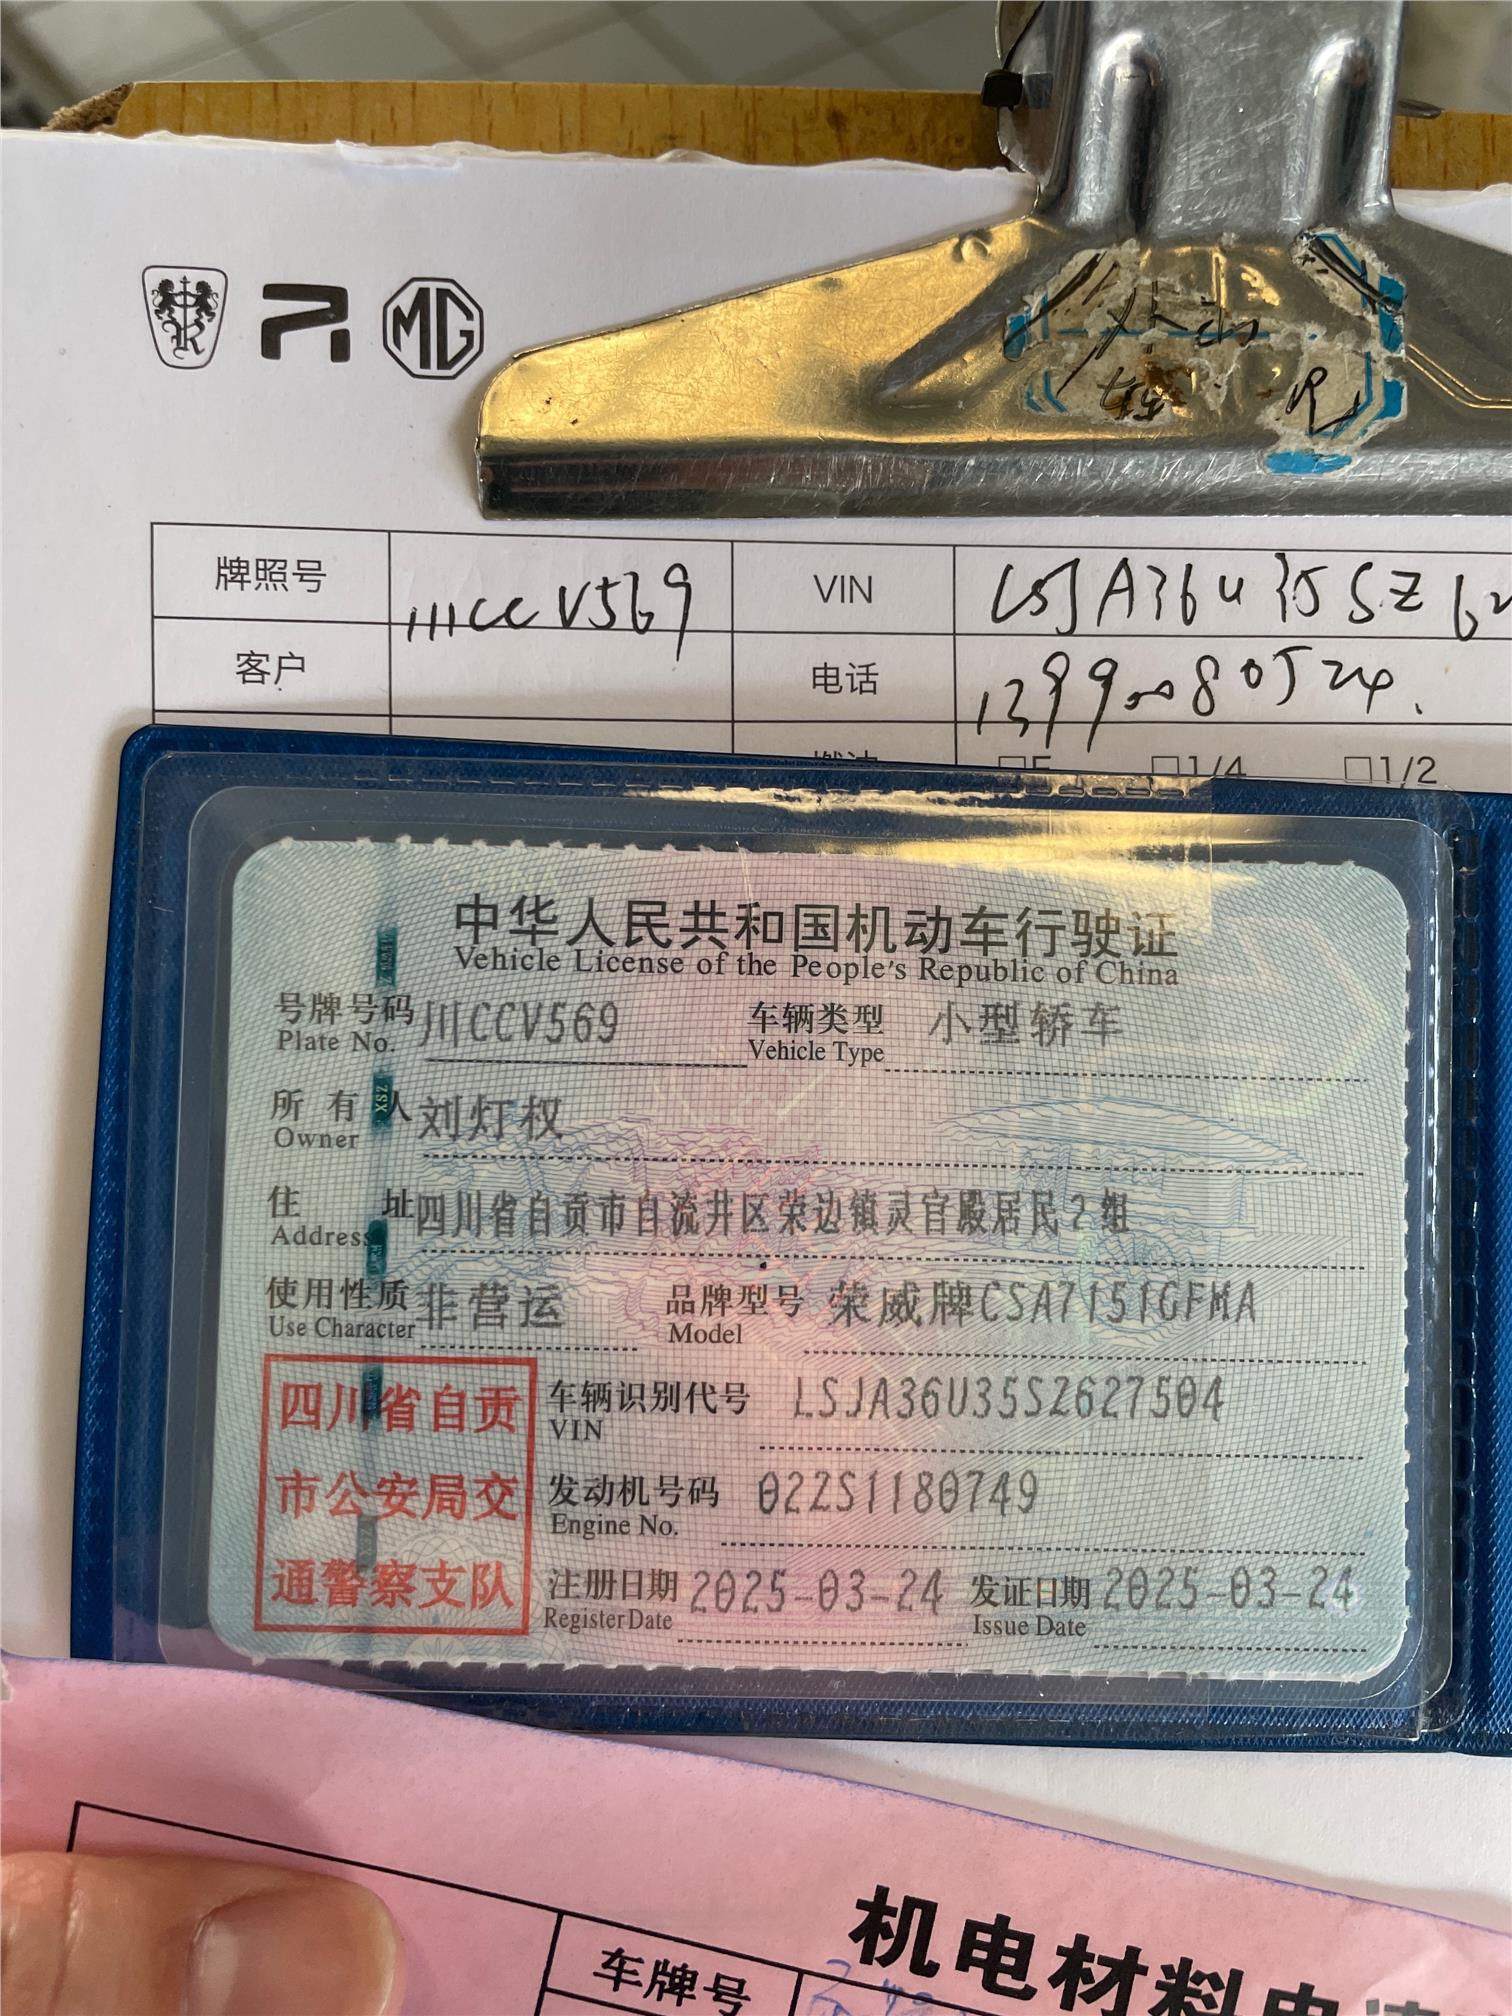 MG
牌照号 川CCV569 VIN LSJA36U35SZ62
客户 电话 13990080524.
□E □1/4 □1/2
中华人民共和国机动车行驶证
Vehicle License of the People's Republic of China
号牌号码 川CCV569 车辆类型 小型轿车
Plate No. Vehicle Type
所有人 刘灯权
Owner
住址 四川省自贡市自流井区荣边镇灵官殿居民2组
Address
使用性质 非营运 品牌型号 荣威牌CSA7151GFMA
Use Character Model
四川省自贡
市公安局交
通警察支队
车辆识别代号 LSJA36U35SZ627504
VIN
发动机号码 02ZS1180749
Engine No.
注册日期 2025-03-24 发证日期 2025-03-24
Register Date Issue Date
机电材料
车牌号